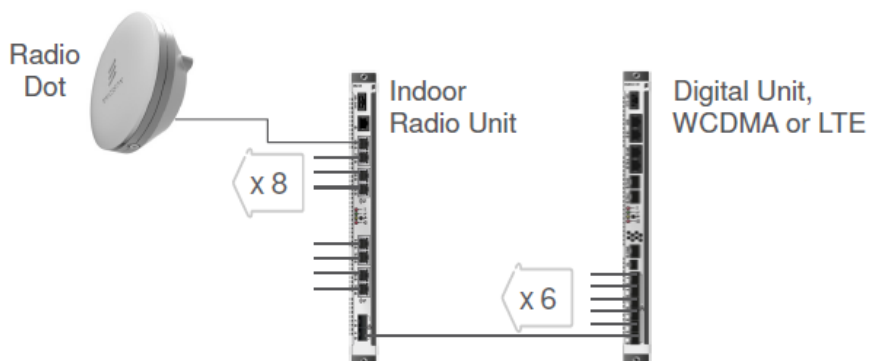 Radio
Dot
Indoor
Radio Unit
Digital Unit,
WCDMA or LTE
x 8
x 6